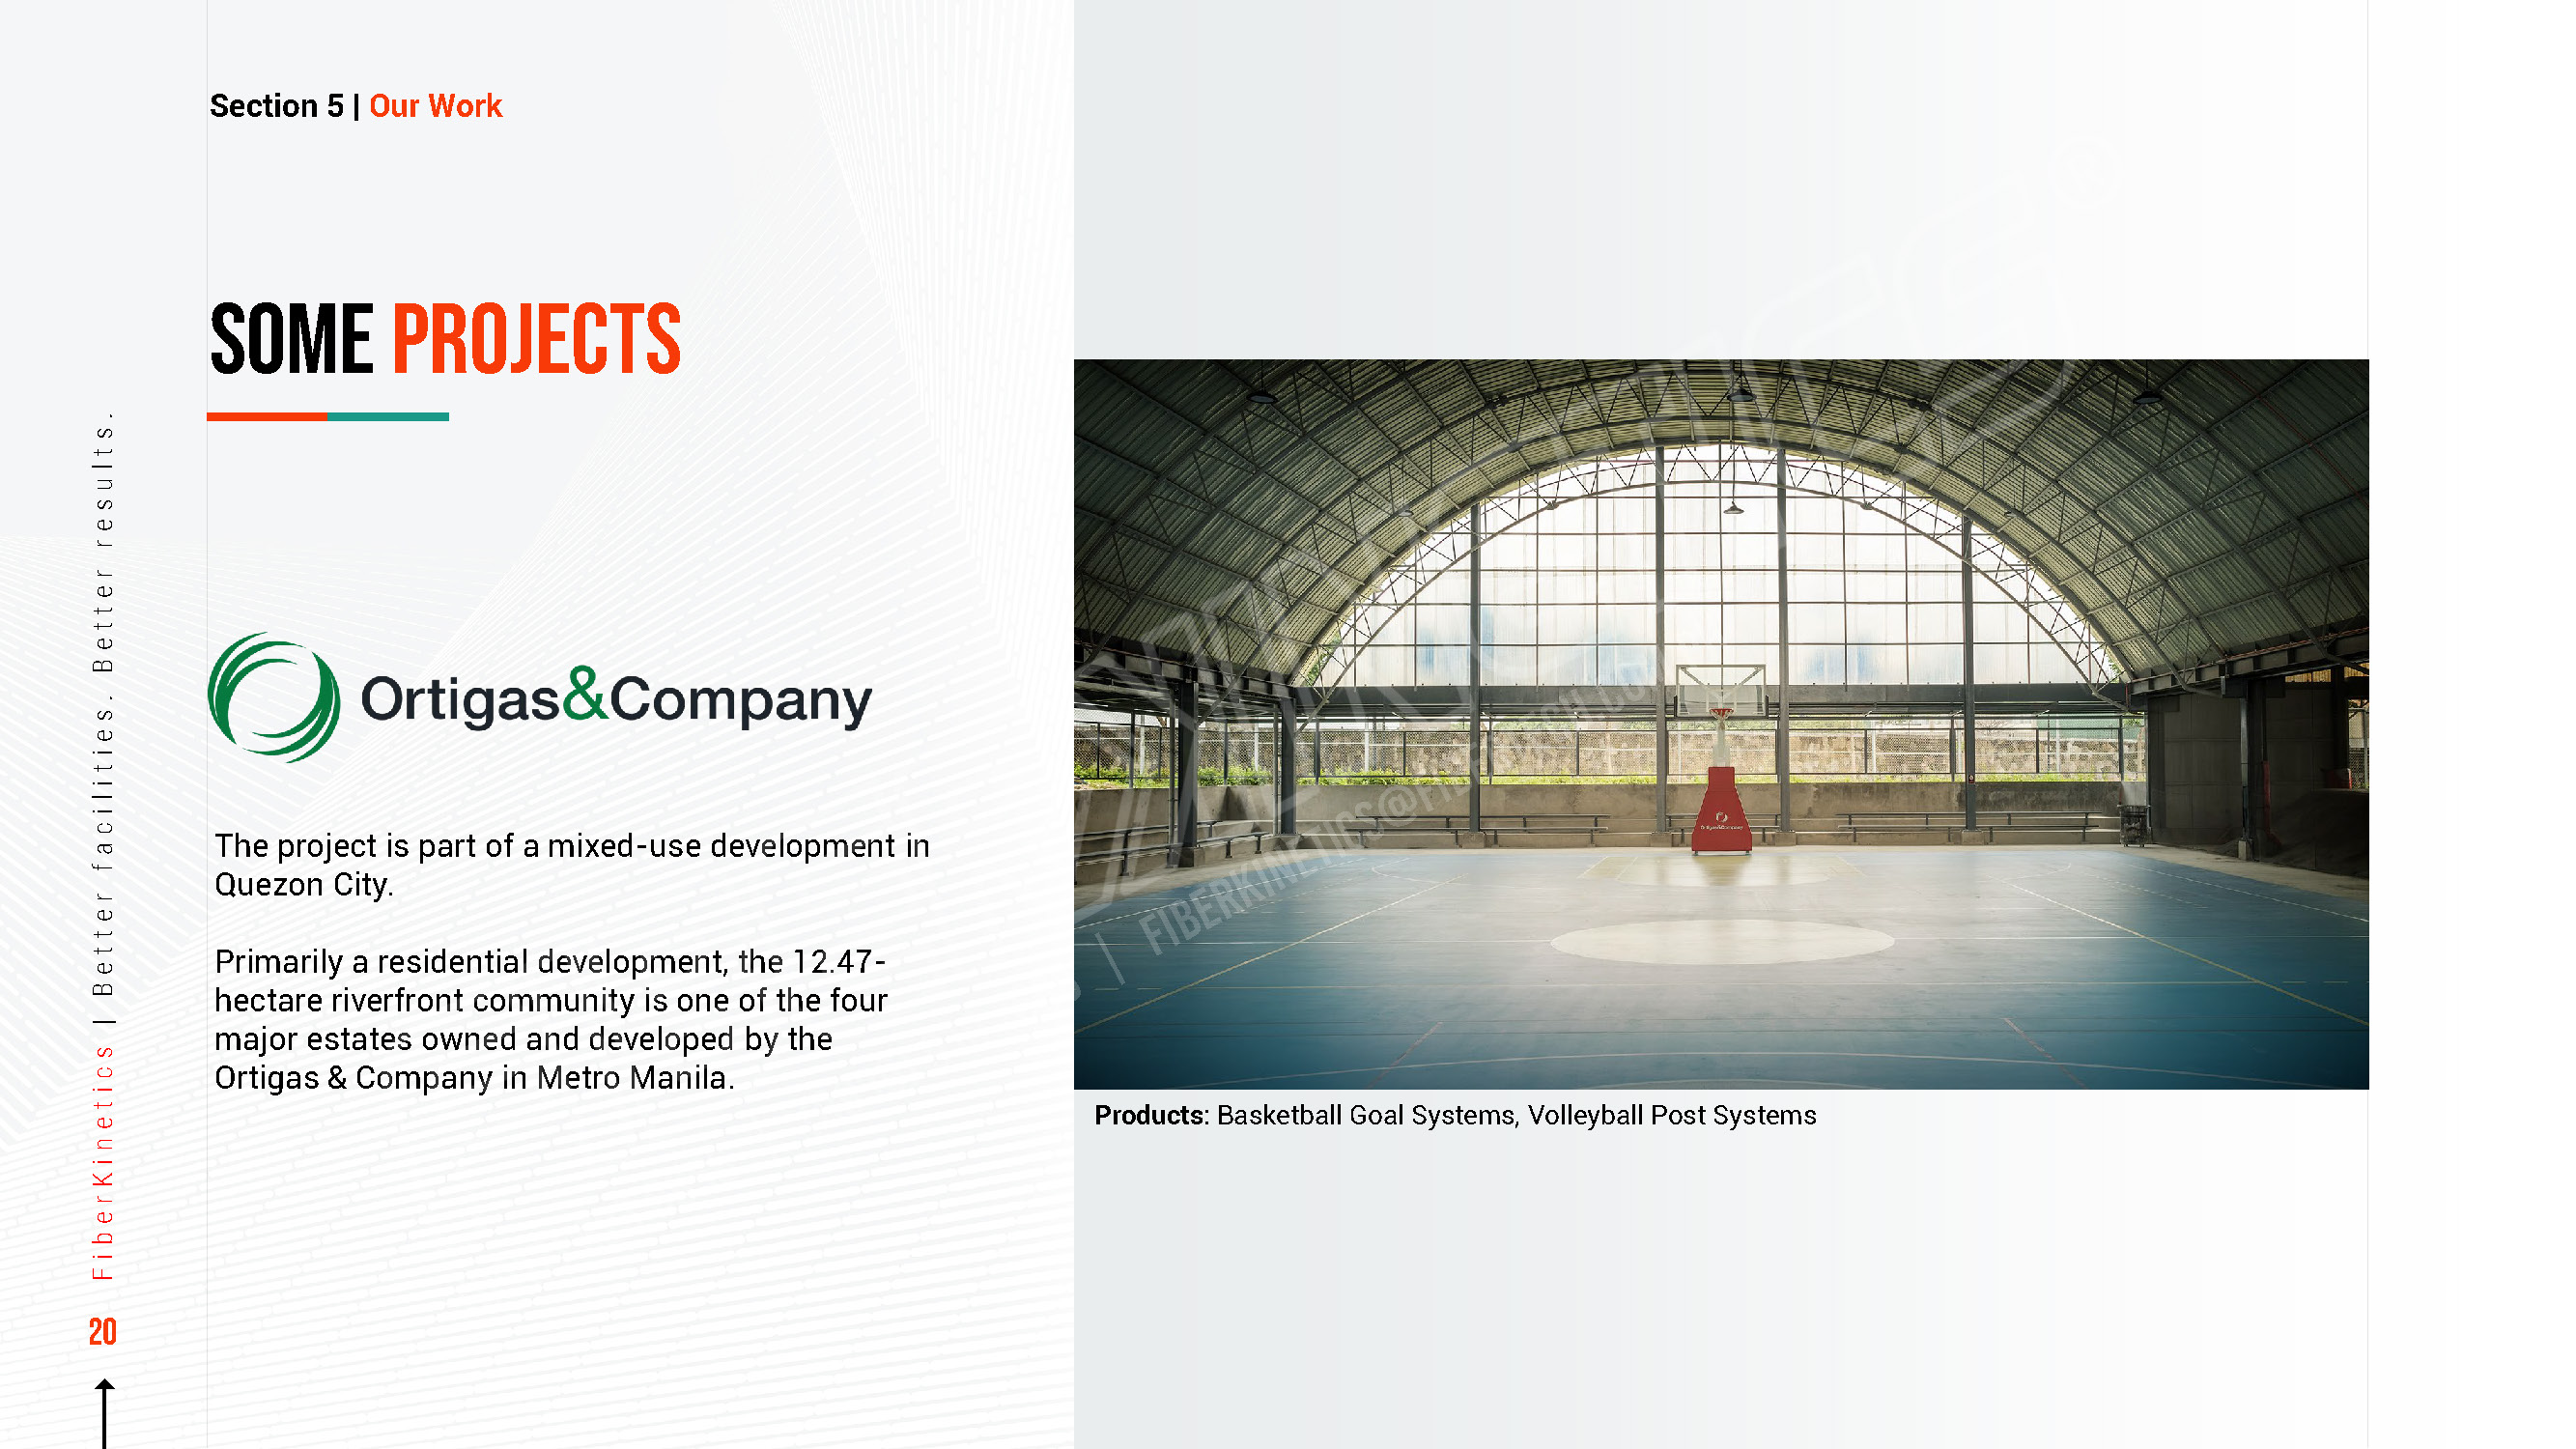 Section 5 | Our Work
SOME PROJECTS
Ortigas&Company
The project is part of a mixed-use development in
Quezon City.
Primarily a residential development, the 12.47-
hectare riverfront community is one of the four
major estates owned and developed by the
Ortigas & Company in Metro Manila.
Products: Basketball Goal Systems, Volleyball Post Systems
FiberKinetics | Better facilities. Better results.
20